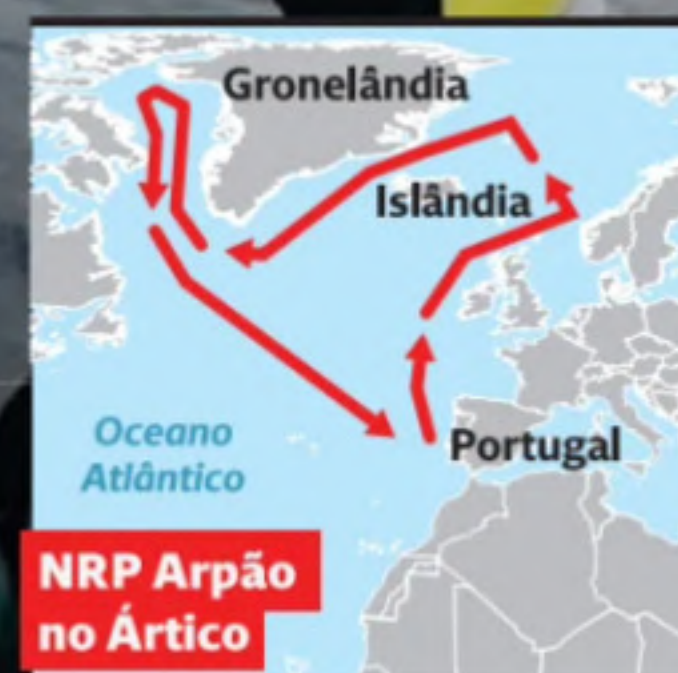 Gronelândia
Islândia
Portugal
Oceano
Atlântico
NRP Arpão
no Ártico